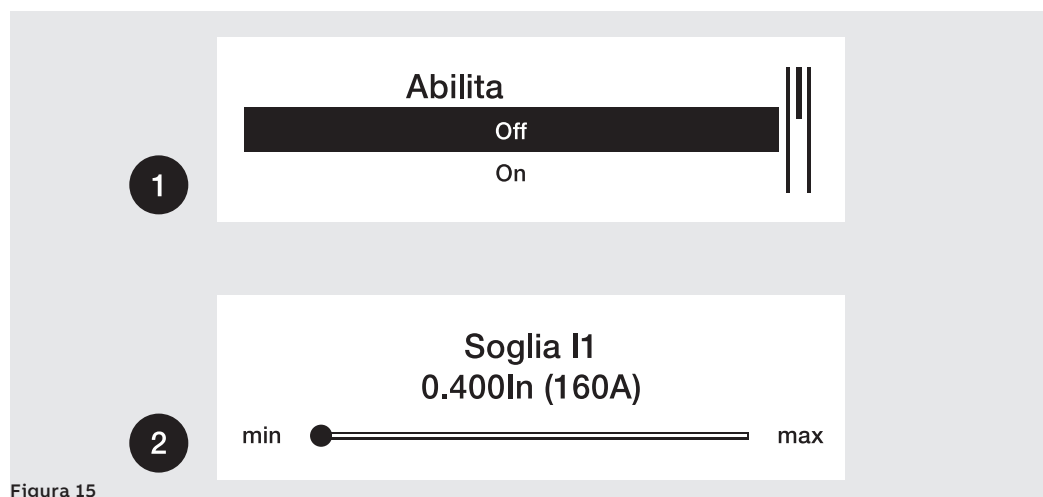 Abilita
Off
On
1
Soglia I1
0.400In (160A)
min
max
2
Figura 15